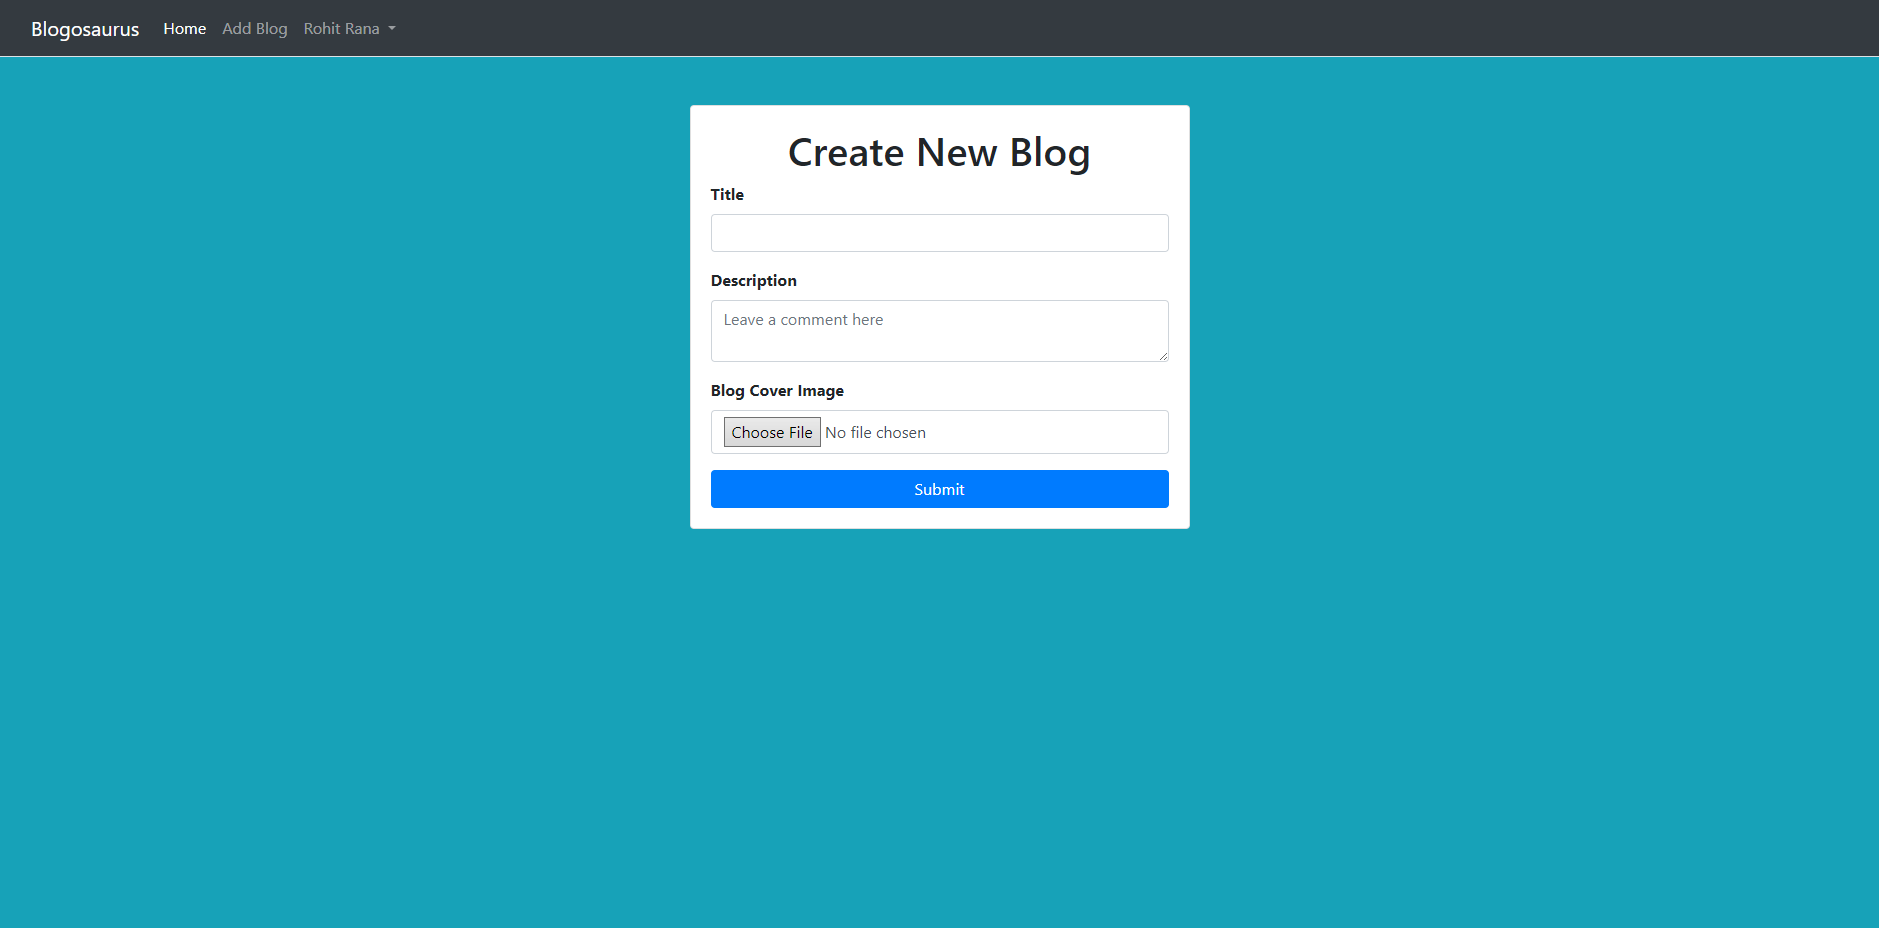 Blogosaurus Home Add Blog Rohit Rana
Create New Blog
Title
Description
Leave a comment here
Blog Cover Image
Choose File No file chosen
Submit